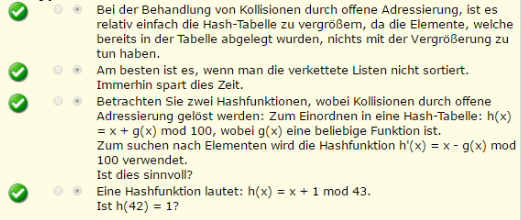 Bei der Behandlung von Kollisionen durch offene Adressierung, ist es
relativ einfach die Hash-Tabelle zu vergrößern, da die Elemente, welche
bereits in der Tabelle abgelegt wurden, nichts mit der Vergrößerung zu
tun haben.
Am besten ist es, wenn man die verkettete Listen nicht sortiert.
Immerhin spart dies Zeit.
Betrachten Sie zwei Hashfunktionen, wobei Kollisionen durch offene
Adressierung gelöst werden: Zum Einordnen in eine Hash-Tabelle: h(x)
= x + g(x) mod 100, wobei g(x) eine beliebige Funktion ist.
Zum suchen nach Elementen wird die Hashfunktion h'(x) = x - g(x) mod
100 verwendet.
Ist dies sinnvoll?
Eine Hashfunktion lautet: h(x) = x + 1 mod 43.
Ist h(42) = 1?